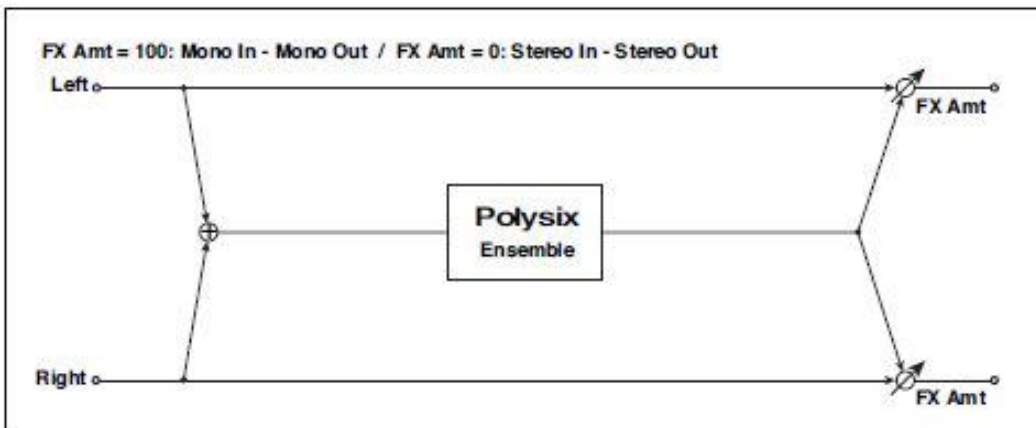 FX Amt = 100: Mono In - Mono Out / FX Amt = 0: Stereo In - Stereo Out
Left
FX Amt
Polysix
Ensemble
Right
FX Amt